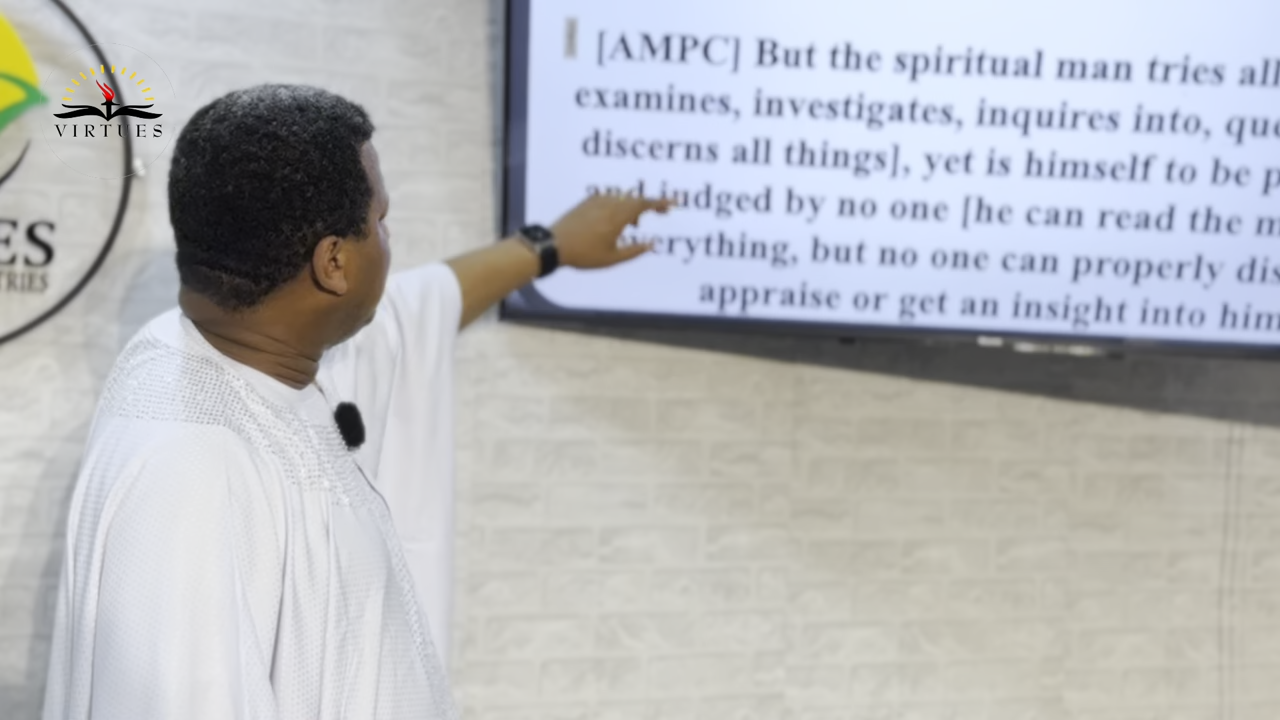 VIRTUES
ES
TRIES
[AMPC] But the spiritual man tries all
examines, investigates, inquires into, que
discerns all things], yet is himself to be p
and judged by no one [he can read the m
everything, but no one can properly dis
appraise or get an insight into him